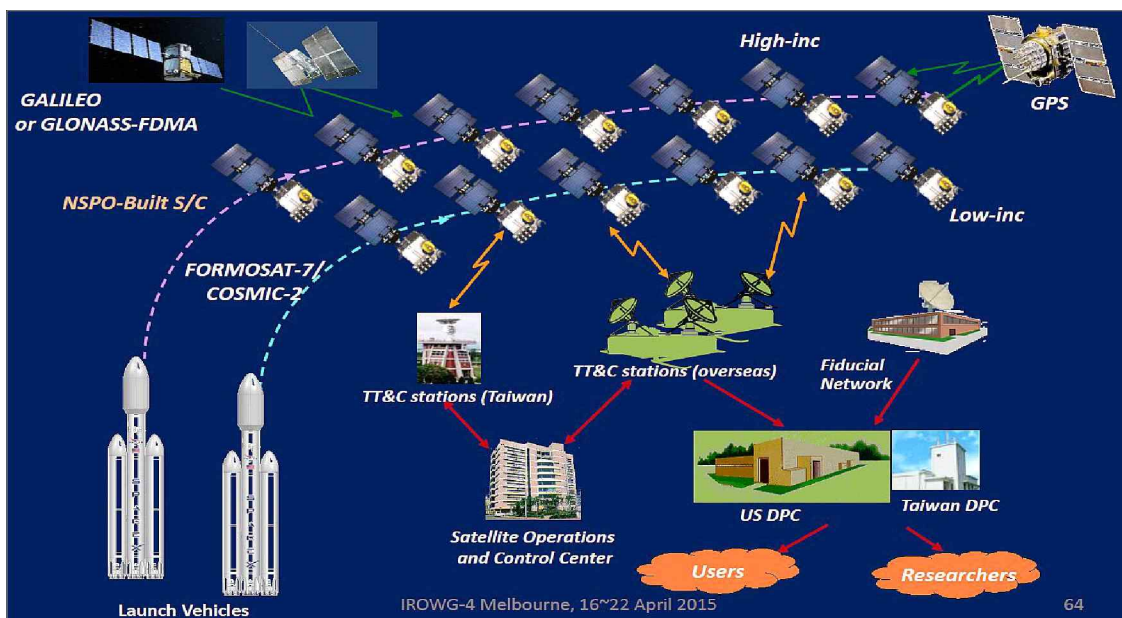 High-inc
GPS
GALILEO
or GLONASS-FDMA
NSPO-Built S/C
Low-inc
FORMOSAT-7/
COSMIC-2
TT&C stations (Taiwan)
TT&C stations (overseas)
Fiducial
Network
Satellite Operations
and Control Center
US DPC
Taiwan DPC
Users
Researchers
Launch Vehicles
IROWG-4 Melbourne, 16~22 April 2015
64